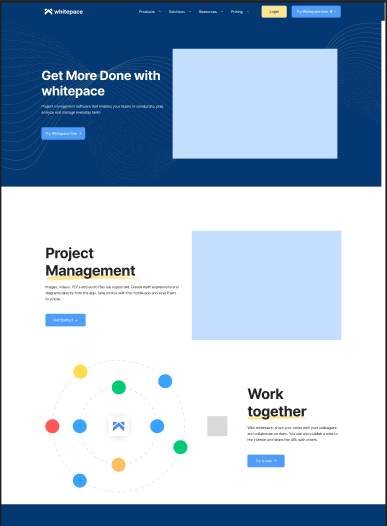 whitepace
Products
Solutions
Resources
Pricing
Login
Try Whitepace free →
Get More Done with
whitepace
Project management software that enables your teams to collaborate, plan,
analyze and manage everyday tasks
Try Whitepace free →
Project
Management
Images, videos, PDFs and audio files are supported. Create math expressions and
diagrams directly from the app. Take photos with the mobile app and save them
to a note.
Get Started →
Work
together
With whitepace, share your notes with your colleagues
and collaborate on them. You can also publish a note to
the internet and share the URL with others.
Try it now →